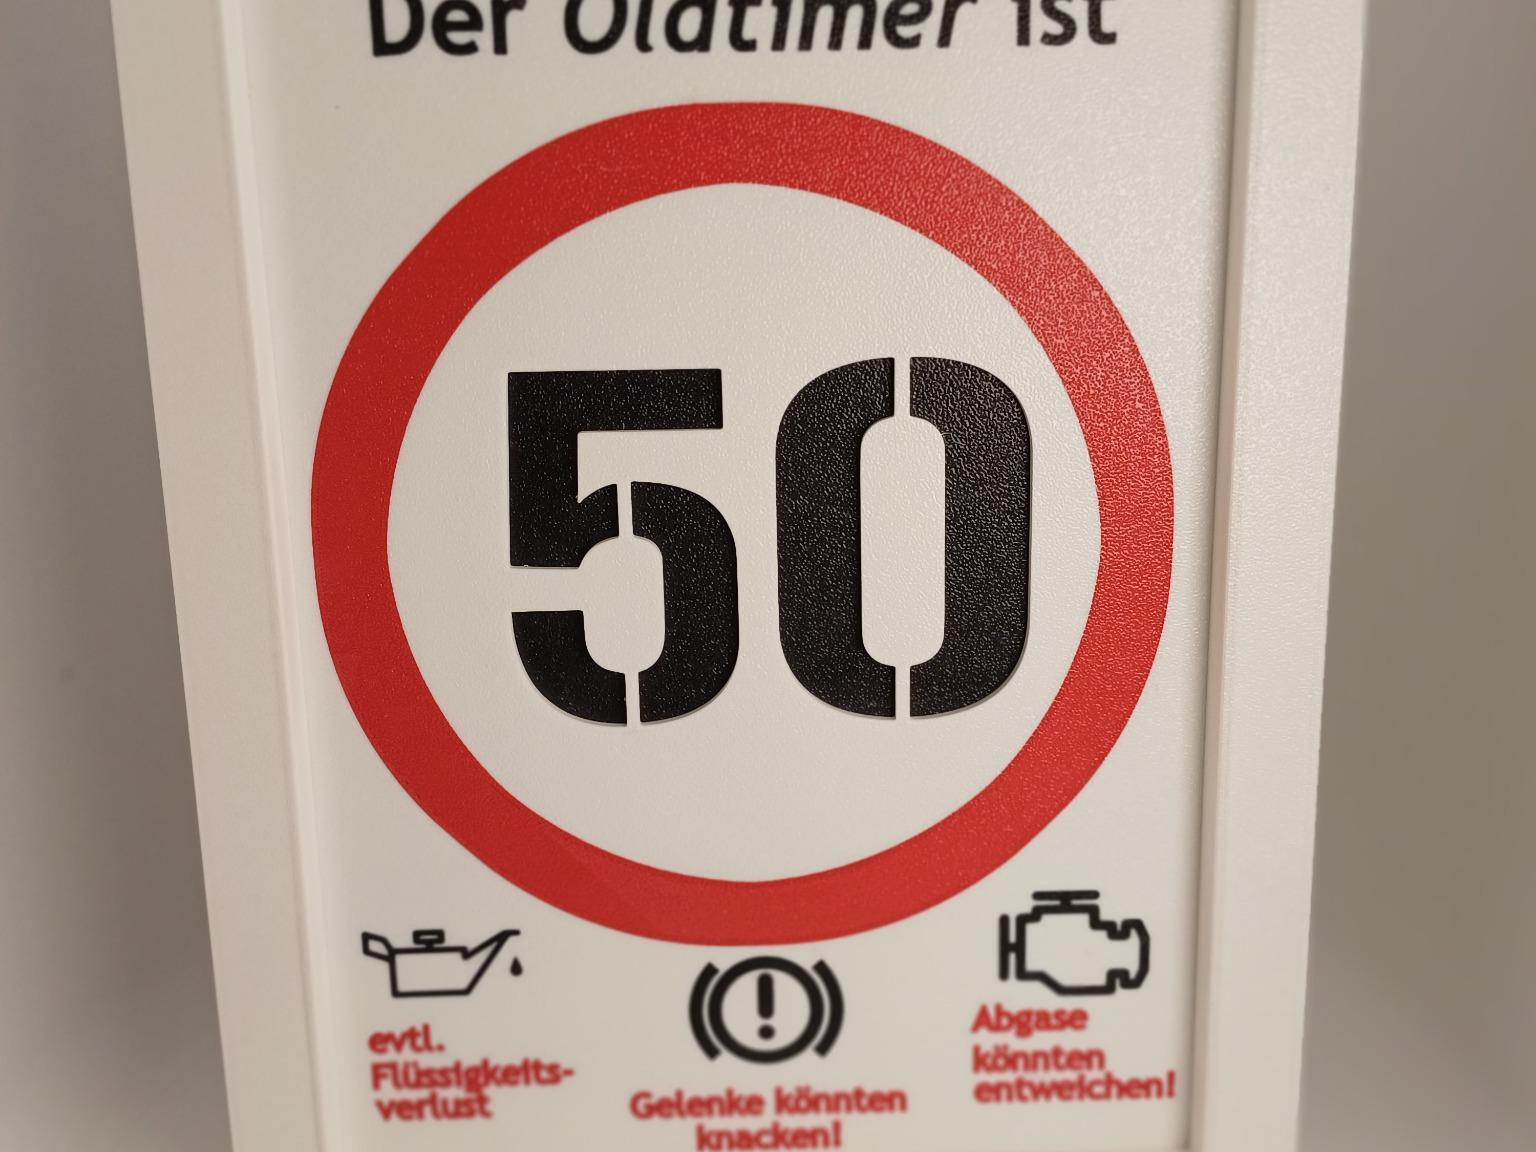 Der Oldtimer ist
50
evtl.
Flüssigkeits-
verlust
Gelenke könnten
knacken!
Abgase
könnten
entweichen!